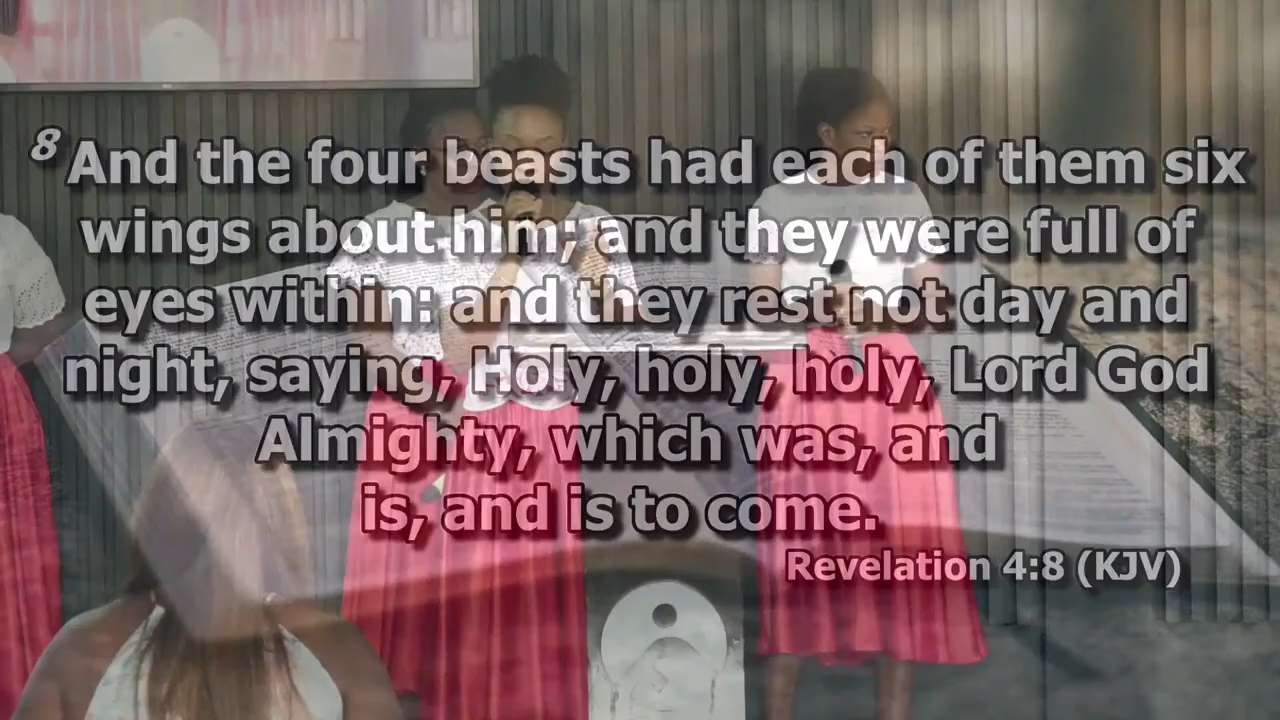 8 And the four beasts had each of them six
wings about him; and they were full of
eyes within: and they rest not day and
night, saying, Holy, holy, holy, Lord God
Almighty, which was, and
is, and is to come.
Revelation 4:8 (KJV)